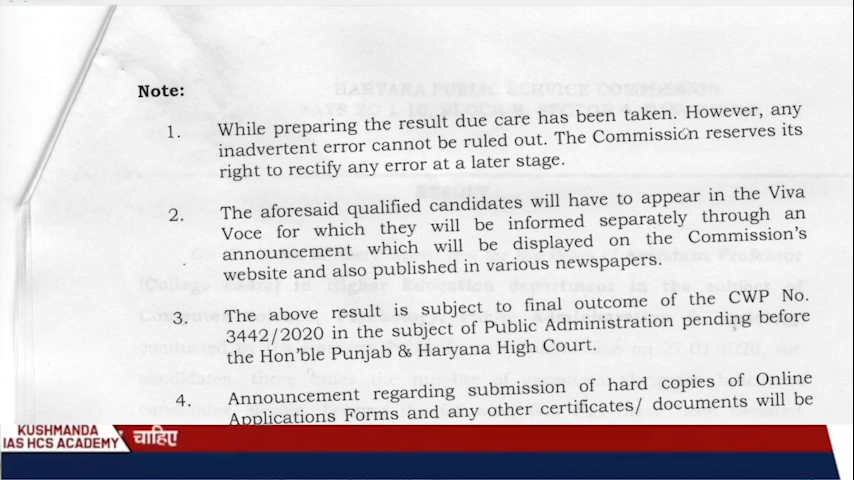 Note:
1. While preparing the result due care has been taken. However, any
inadvertent error cannot be ruled out. The Commission reserves its
right to rectify any error at a later stage.
2. The aforesaid qualified candidates will have to appear in the Viva
Voce for which they will be informed separately through an
announcement which will be displayed on the Commission's
website and also published in various newspapers.
3. The above result is subject to final outcome of the CWP No.
3442/2020 in the subject of Public Administration pending before
the Hon'ble Punjab & Haryana High Court.
4. Announcement regarding submission of hard copies of Online
Applications Forms and any other certificates/ documents will be
KUSHMANDA
IAS HCS ACADEMY
चाहिए